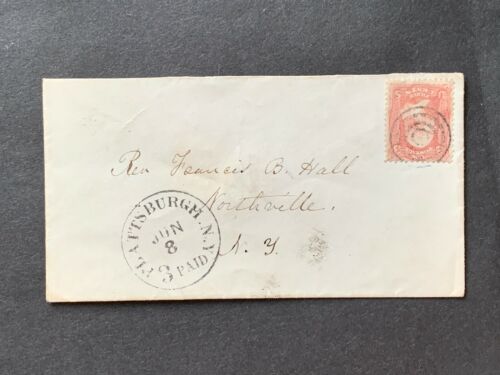 Rev Francis B. Hall
Northville.
N. Y.
PLATTSBURGH. N.Y.
JUN
8
3 PAID